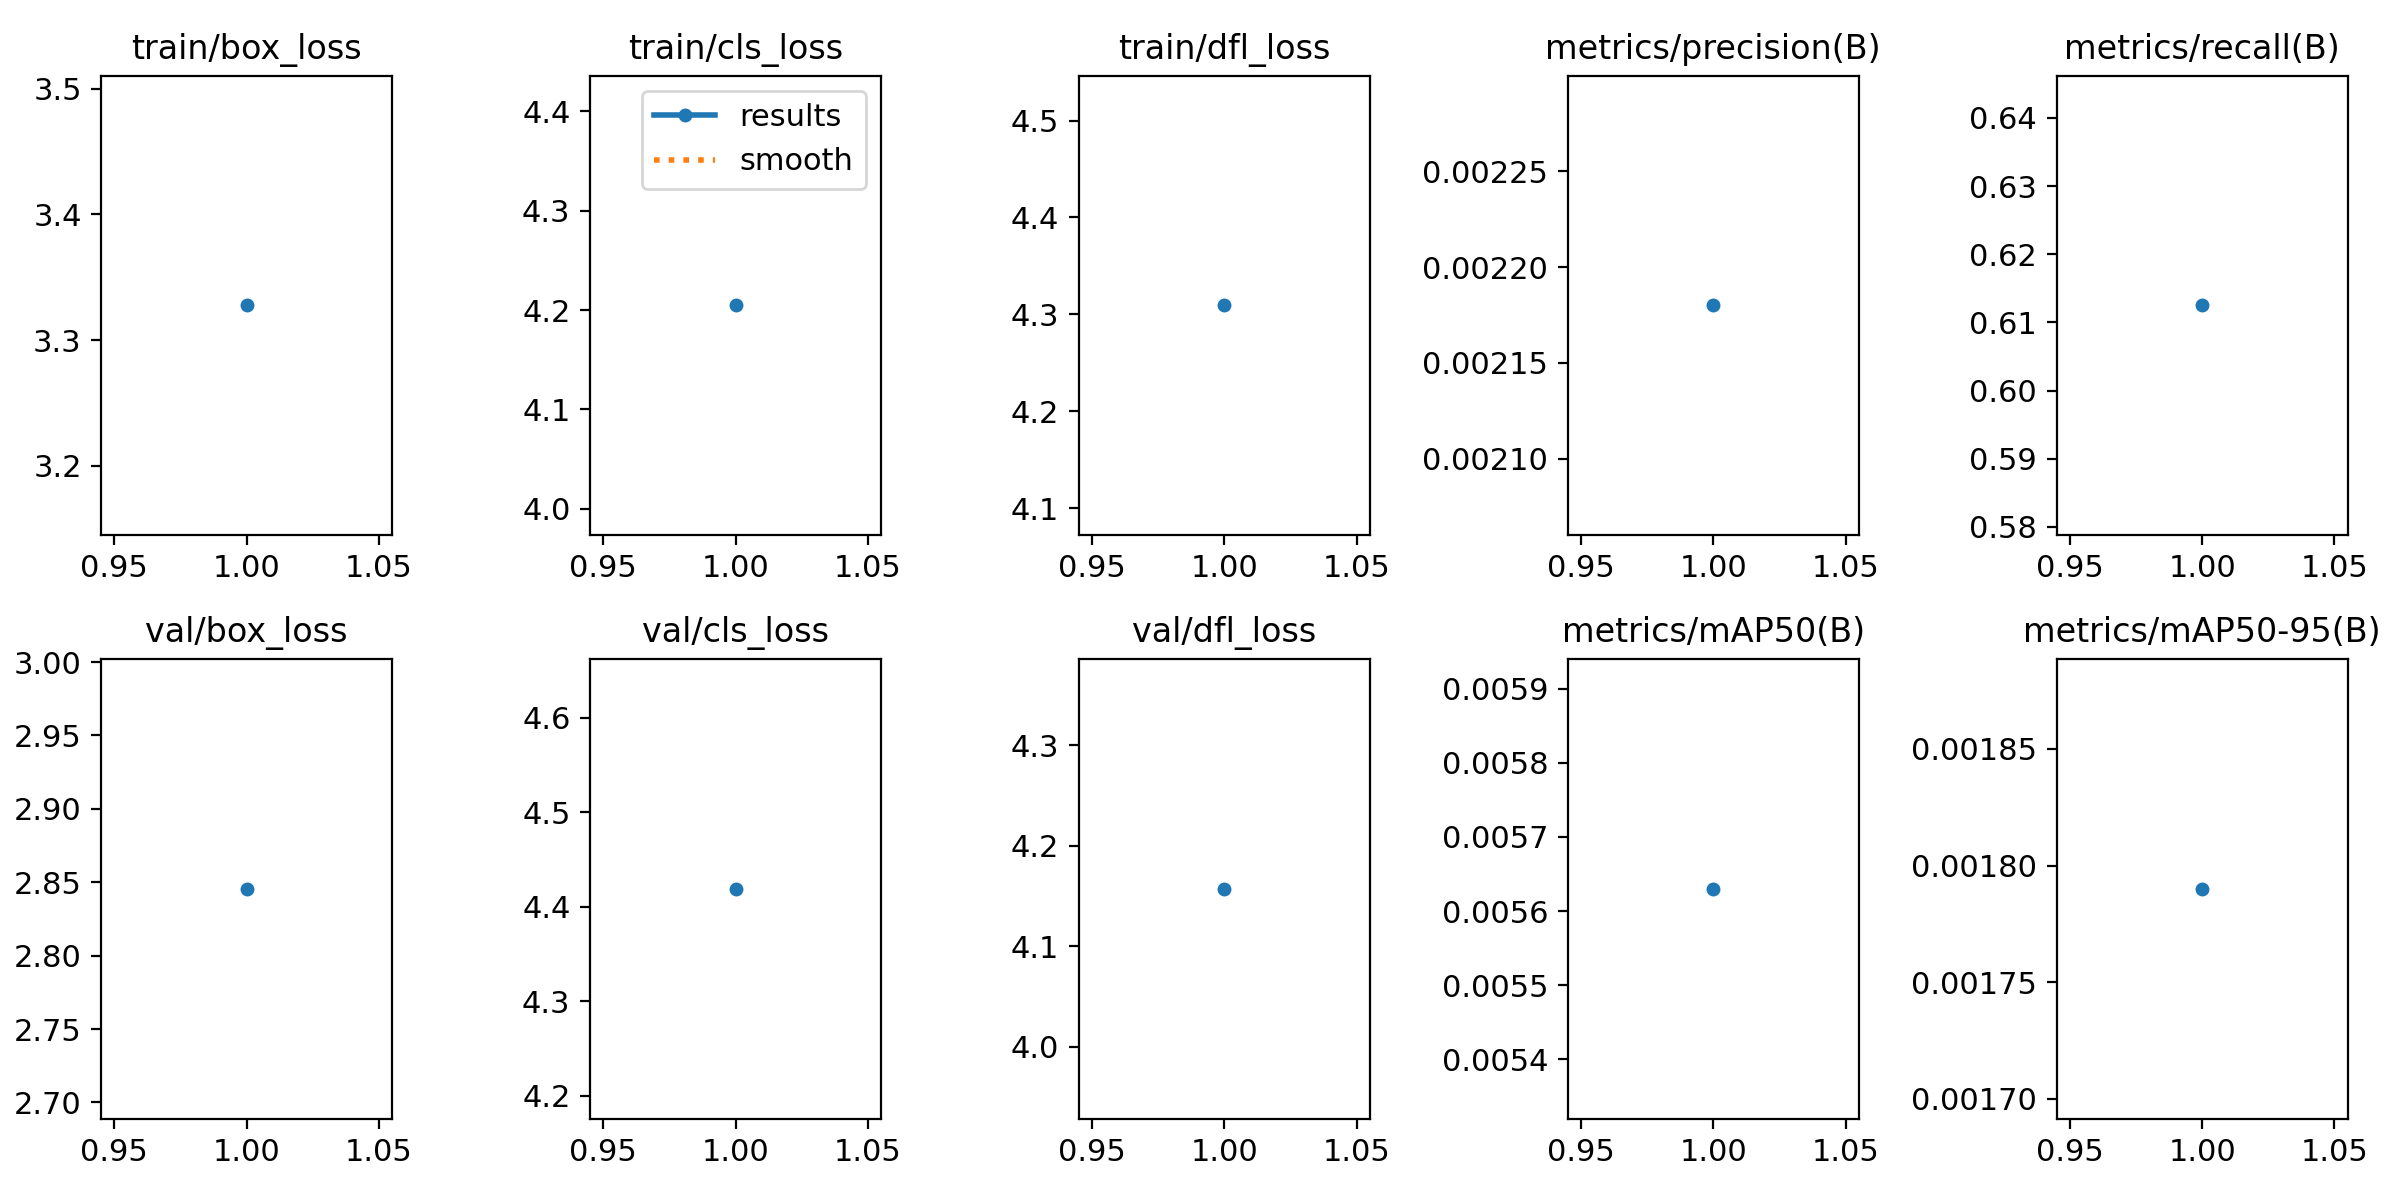 train/box_loss
3.5
3.4
3.3
3.2
0.95 1.00 1.05
train/cls_loss
results
smooth
4.4
4.3
4.2
4.1
4.0
0.95 1.00 1.05
train/dfl_loss
4.5
4.4
4.3
4.2
4.1
0.95 1.00 1.05
metrics/precision(B)
0.00225
0.00220
0.00215
0.00210
0.95 1.00 1.05
metrics/recall(B)
0.64
0.63
0.62
0.61
0.60
0.59
0.58
0.95 1.00 1.05
val/box_loss
3.00
2.95
2.90
2.85
2.80
2.75
2.70
0.95 1.00 1.05
val/cls_loss
4.6
4.5
4.4
4.3
4.2
0.95 1.00 1.05
val/dfl_loss
4.3
4.2
4.1
4.0
0.95 1.00 1.05
metrics/mAP50(B)
0.0059
0.0058
0.0057
0.0056
0.0055
0.0054
0.95 1.00 1.05
metrics/mAP50-95(B)
0.00185
0.00180
0.00175
0.00170
0.95 1.00 1.05